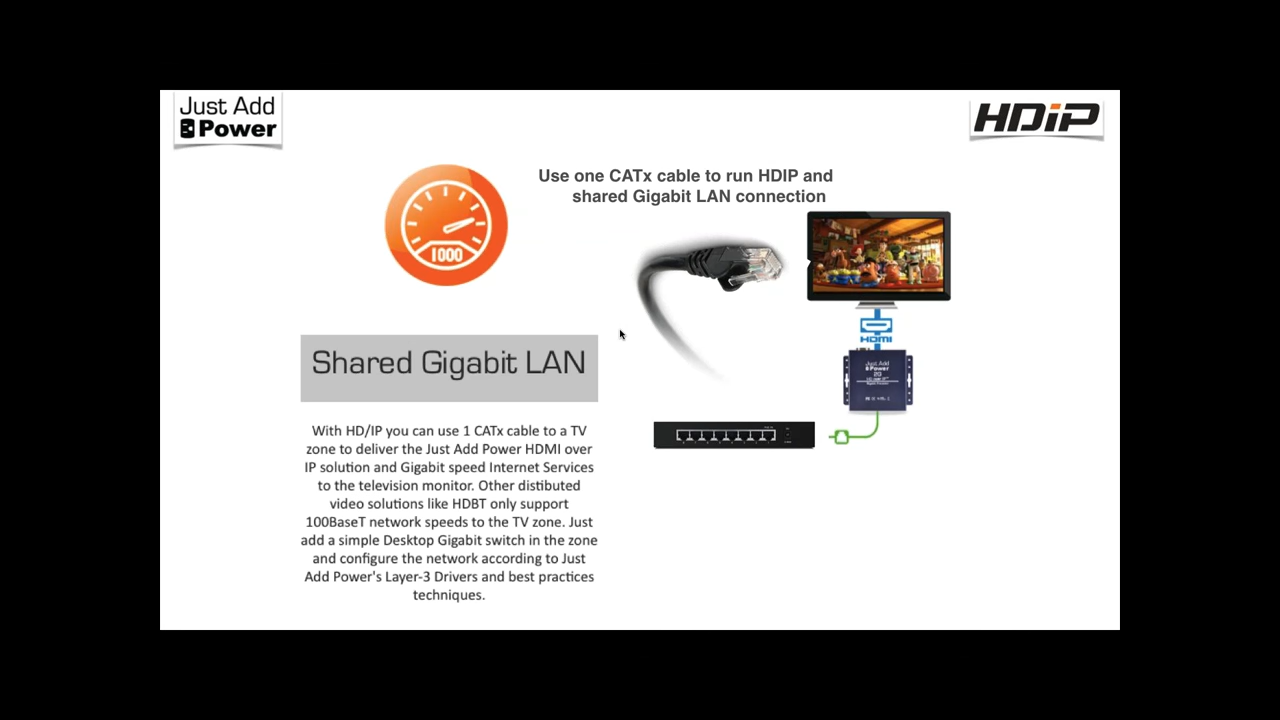 Just Add
Power
HDiP
Use one CATx cable to run HDIP and
shared Gigabit LAN connection
1000
HDMI
Just Add
Power
2G
Shared Gigabit LAN
With HD/IP you can use 1 CATx cable to a TV
zone to deliver the Just Add Power HDMI over
IP solution and Gigabit speed Internet Services
to the television monitor. Other distibuted
video solutions like HDBT only support
100BaseT network speeds to the TV zone. Just
add a simple Desktop Gigabit switch in the zone
and configure the network according to Just
Add Power's Layer-3 Drivers and best practices
techniques.